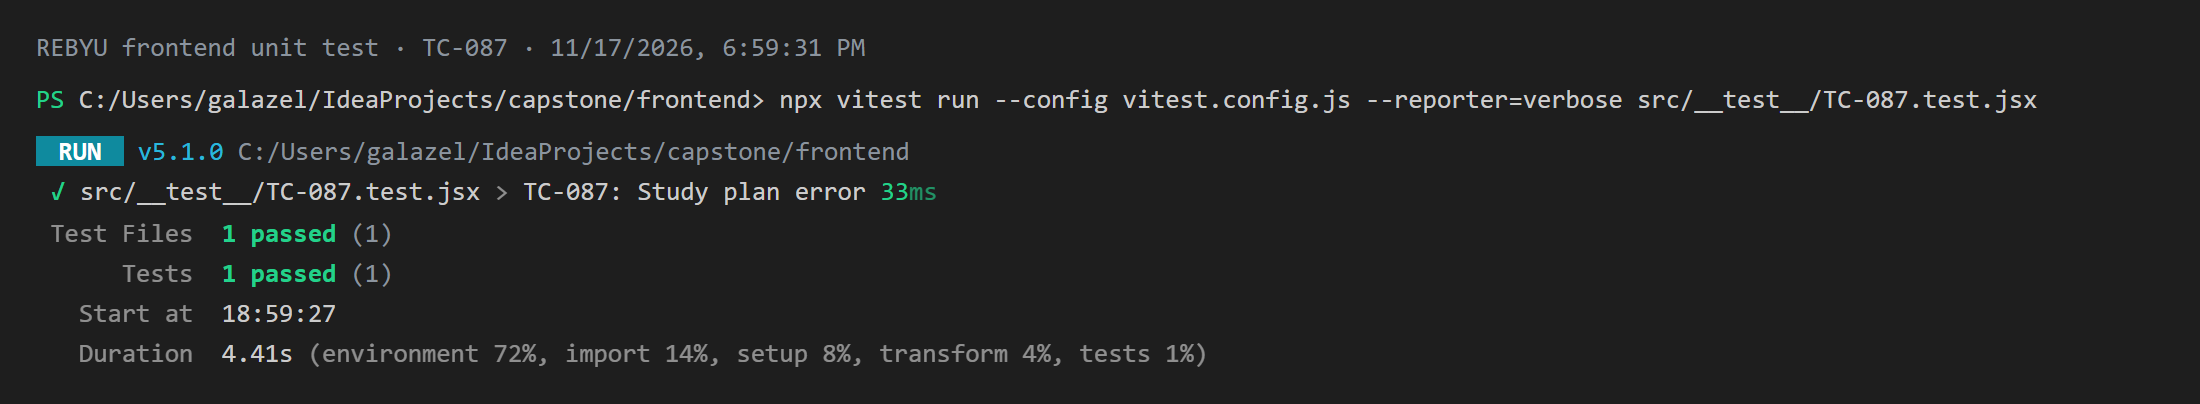 REBYU frontend unit test · TC-087 · 11/17/2026, 6:59:31 PM
PS C:/Users/galazel/IdeaProjects/capstone/frontend> npx vitest run --config vitest.config.js --reporter=verbose src/__test__/TC-087.test.jsx
RUN v5.1.0 C:/Users/galazel/IdeaProjects/capstone/frontend
√ src/__test__/TC-087.test.jsx > TC-087: Study plan error 33ms
Test Files 1 passed (1)
Tests 1 passed (1)
Start at 18:59:27
Duration 4.41s (environment 72%, import 14%, setup 8%, transform 4%, tests 1%)